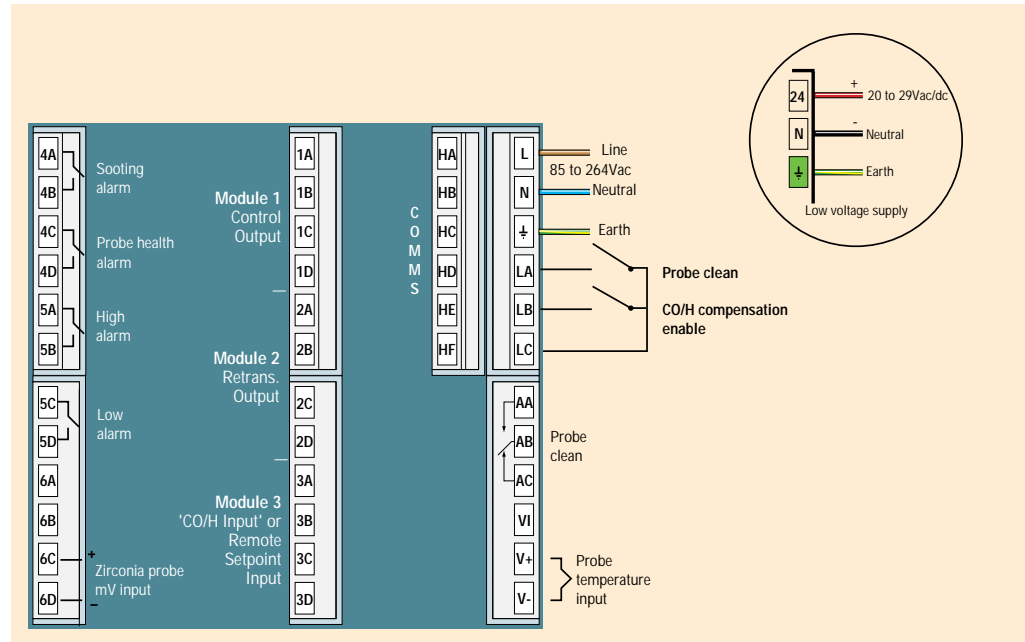 4A
4B
4C
4D
5A
5B
Sooting
alarm
Probe health
alarm
High
alarm
5C
5D
6A
6B
6C
6D
Low
alarm
+
Zirconia probe
mV input
–
Module 1
Control
Output
—
Module 2
Retrans.
Output
—
Module 3
'CO/H Input' or
Remote
Setpoint
Input
1A
1B
1C
1D
2A
2B
2C
2D
3A
3B
3C
3D
C
O
M
M
S
HA
HB
HC
HD
HE
HF
L
N
LA
LB
LC
Line
85 to 264Vac
Neutral
Earth
Probe clean
CO/H compensation
enable
AA
AB
AC
VI
V+
V-
Probe
clean
Probe
temperature
input
24
+
20 to 29Vac/dc
N
-
Neutral
Earth
Low voltage supply